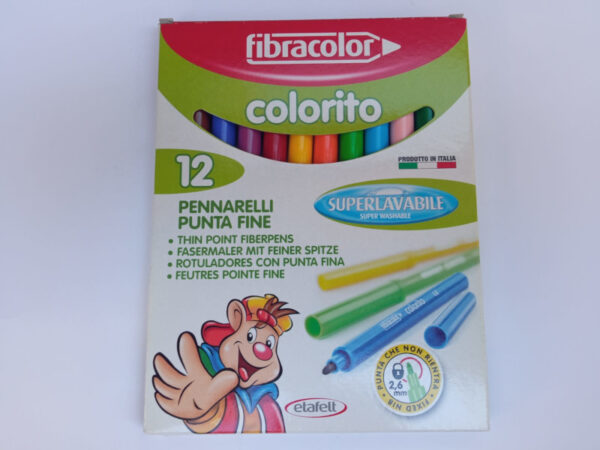 fibracolor
colorito
12
PRODOTTO IN ITALIA
PENNARELLI
PUNTA FINE
SUPERLAVABILE
SUPER WASHABLE
• THIN POINT FIBERPENS
• FASERMALER MIT FEINER SPITZE
• ROTULADORES CON PUNTA FINA
• FEUTRES POINTE FINE
colorito
PUNTA CHE NON RIENTRA
2,6
mm
• FIXED NIB •
etafelt